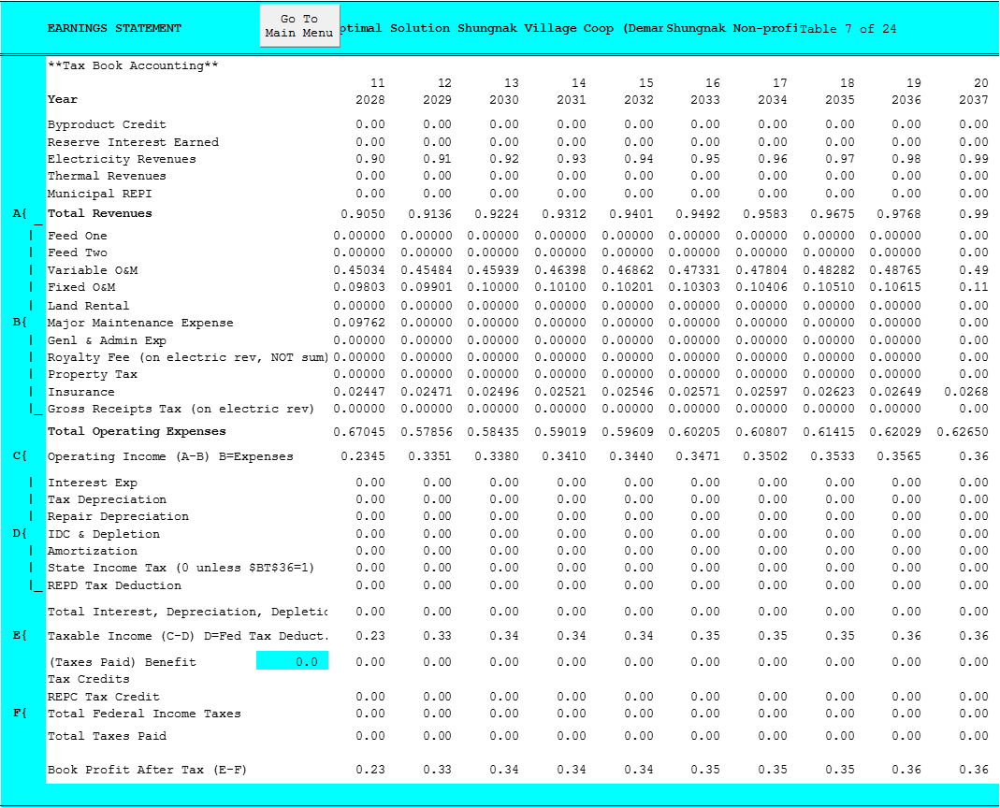 EARNINGS STATEMENT Go To Main Menu ptimal Solution Shungnak Village Coop (Demar Shungnak Non-profi Table 7 of 24
**Tax Book Accounting**
11 12 13 14 15 16 17 18 19 20
Year 2028 2029 2030 2031 2032 2033 2034 2035 2036 2037
Byproduct Credit 0.00 0.00 0.00 0.00 0.00 0.00 0.00 0.00 0.00 0.00
Reserve Interest Earned 0.00 0.00 0.00 0.00 0.00 0.00 0.00 0.00 0.00 0.00
Electricity Revenues 0.90 0.91 0.92 0.93 0.94 0.95 0.96 0.97 0.98 0.99
Thermal Revenues 0.00 0.00 0.00 0.00 0.00 0.00 0.00 0.00 0.00 0.00
Municipal REPI 0.00 0.00 0.00 0.00 0.00 0.00 0.00 0.00 0.00 0.00
A{ Total Revenues 0.9050 0.9136 0.9224 0.9312 0.9401 0.9492 0.9583 0.9675 0.9768 0.99
Feed One 0.00000 0.00000 0.00000 0.00000 0.00000 0.00000 0.00000 0.00000 0.00000 0.00
Feed Two 0.00000 0.00000 0.00000 0.00000 0.00000 0.00000 0.00000 0.00000 0.00000 0.00
Variable O&M 0.45034 0.45484 0.45939 0.46398 0.46862 0.47331 0.47804 0.48282 0.48765 0.49
Fixed O&M 0.09803 0.09901 0.10000 0.10100 0.10201 0.10303 0.10406 0.10510 0.10615 0.11
Land Rental 0.00000 0.00000 0.00000 0.00000 0.00000 0.00000 0.00000 0.00000 0.00000 0.00
B{ Major Maintenance Expense 0.09762 0.00000 0.00000 0.00000 0.00000 0.00000 0.00000 0.00000 0.00000 0.00
Genl & Admin Exp 0.00000 0.00000 0.00000 0.00000 0.00000 0.00000 0.00000 0.00000 0.00000 0.00
Royalty Fee (on electric rev, NOT sum) 0.00000 0.00000 0.00000 0.00000 0.00000 0.00000 0.00000 0.00000 0.00000 0.00
Property Tax 0.00000 0.00000 0.00000 0.00000 0.00000 0.00000 0.00000 0.00000 0.00000 0.00
Insurance 0.02447 0.02471 0.02496 0.02521 0.02546 0.02571 0.02597 0.02623 0.02649 0.0268
Gross Receipts Tax (on electric rev) 0.00000 0.00000 0.00000 0.00000 0.00000 0.00000 0.00000 0.00000 0.00000 0.00
Total Operating Expenses 0.67045 0.57856 0.58435 0.59019 0.59609 0.60205 0.60807 0.61415 0.62029 0.62650
C{ Operating Income (A-B) B=Expenses 0.2345 0.3351 0.3380 0.3410 0.3440 0.3471 0.3502 0.3533 0.3565 0.36
Interest Exp 0.00 0.00 0.00 0.00 0.00 0.00 0.00 0.00 0.00 0.00
Tax Depreciation 0.00 0.00 0.00 0.00 0.00 0.00 0.00 0.00 0.00 0.00
Repair Depreciation 0.00 0.00 0.00 0.00 0.00 0.00 0.00 0.00 0.00 0.00
D{ IDC & Depletion 0.00 0.00 0.00 0.00 0.00 0.00 0.00 0.00 0.00 0.00
Amortization 0.00 0.00 0.00 0.00 0.00 0.00 0.00 0.00 0.00 0.00
State Income Tax (0 unless $BT$36=1) 0.00 0.00 0.00 0.00 0.00 0.00 0.00 0.00 0.00 0.00
REPD Tax Deduction 0.00 0.00 0.00 0.00 0.00 0.00 0.00 0.00 0.00 0.00
Total Interest, Depreciation, Depletic 0.00 0.00 0.00 0.00 0.00 0.00 0.00 0.00 0.00 0.00
E{ Taxable Income (C-D) D=Fed Tax Deduct. 0.23 0.33 0.34 0.34 0.34 0.35 0.35 0.35 0.36 0.36
(Taxes Paid) Benefit 0.0 0.00 0.00 0.00 0.00 0.00 0.00 0.00 0.00 0.00 0.00
Tax Credits
REPC Tax Credit 0.00 0.00 0.00 0.00 0.00 0.00 0.00 0.00 0.00 0.00
F{ Total Federal Income Taxes 0.00 0.00 0.00 0.00 0.00 0.00 0.00 0.00 0.00 0.00
Total Taxes Paid 0.00 0.00 0.00 0.00 0.00 0.00 0.00 0.00 0.00 0.00
Book Profit After Tax (E-F) 0.23 0.33 0.34 0.34 0.34 0.35 0.35 0.35 0.36 0.36